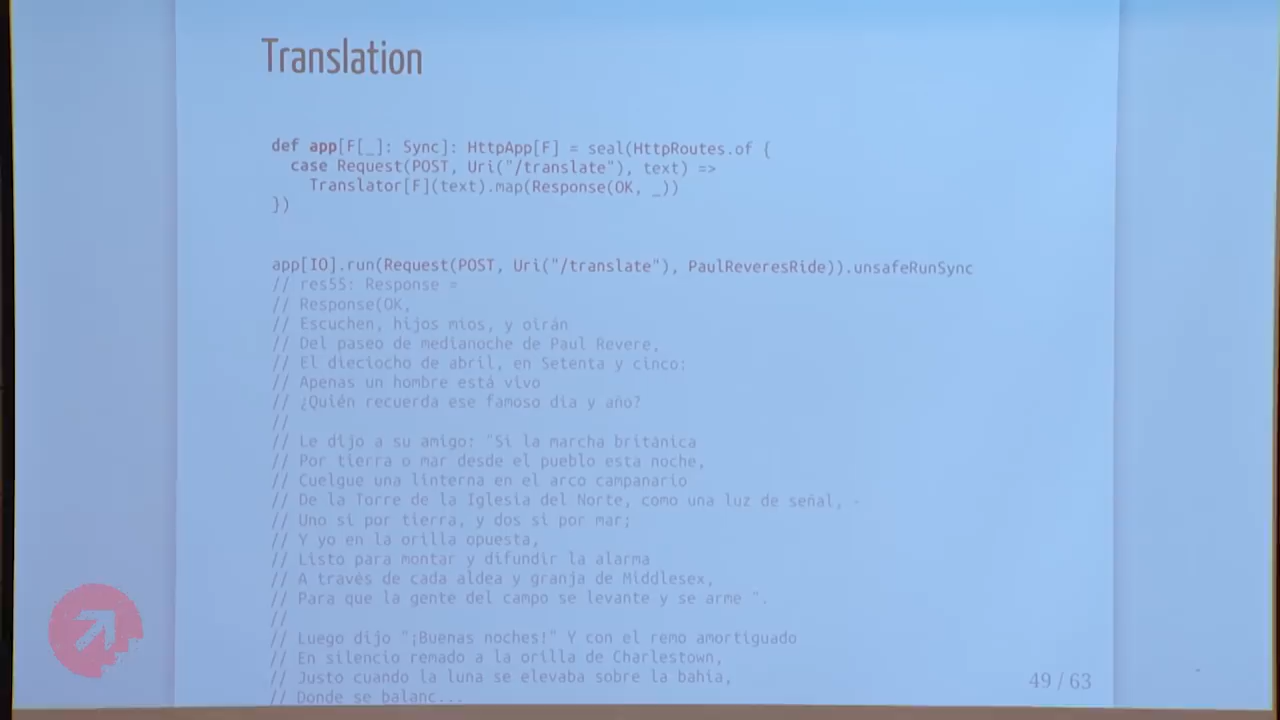 Translation
def app[F[_]: Sync]: HttpApp[F] = seal(HttpRoutes.of {
case Request(POST, Uri("/translate"), text) =>
Translator[F](text).map(Response(OK, _))
})
app[IO].run(Request(POST, Uri("/translate"), PaulReveresRide)).unsafeRunSync
// res55: Response =
// Response(OK,
// Escuchen, hijos míos, y oirán
// Del paseo de medianoche de Paul Revere,
// El dieciocho de abril, en Setenta y cinco;
// Apenas un hombre está vivo
// ¿Quién recuerda ese famoso día y año?
//
// Le dijo a su amigo: "Si la marcha británica
// Por tierra o mar desde el pueblo esta noche,
// Cuelgue una linterna en el arco campanario
// De la Torre de la Iglesia del Norte, como una luz de señal, -
// Uno si por tierra, y dos si por mar;
// Y yo en la orilla opuesta,
// Listo para montar y difundir la alarma
// A través de cada aldea y granja de Middlesex,
// Para que la gente del campo se levante y se arme ".
//
// Luego dijo "¡Buenas noches!" Y con el remo amortiguado
// En silencio remado a la orilla de Charlestown,
// Justo cuando la luna se elevaba sobre la bahía,
// Donde se balanc...
49 / 63